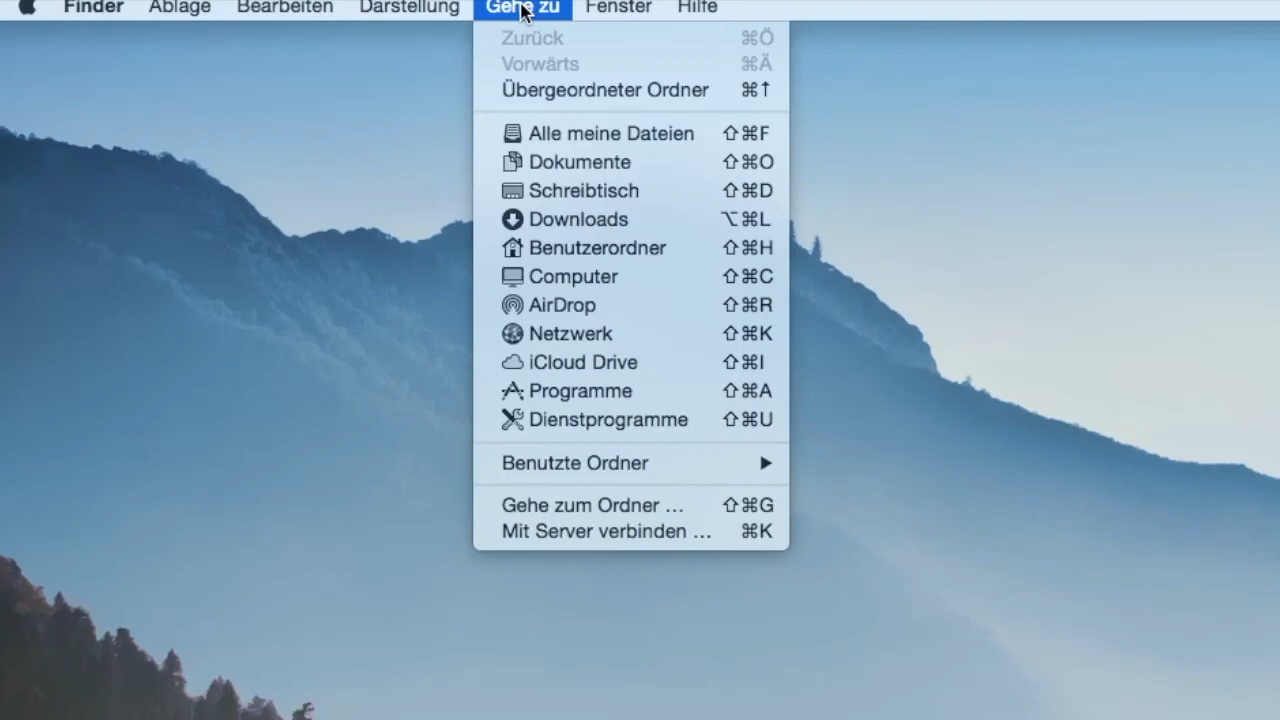 Finder Ablage Bearbeiten Darstellung Gehe zu Fenster Hilfe
Zurück ⌘Ö
Vorwärts ⌘Ä
Übergeordneter Ordner ⌘↑
Alle meine Dateien ⇧⌘F
Dokumente ⇧⌘O
Schreibtisch ⇧⌘D
Downloads ⌥⌘L
Benutzerordner ⇧⌘H
Computer ⇧⌘C
AirDrop ⇧⌘R
Netzwerk ⇧⌘K
iCloud Drive ⇧⌘I
Programme ⇧⌘A
Dienstprogramme ⇧⌘U
Benutzte Ordner ▶
Gehe zum Ordner … ⇧⌘G
Mit Server verbinden … ⌘K